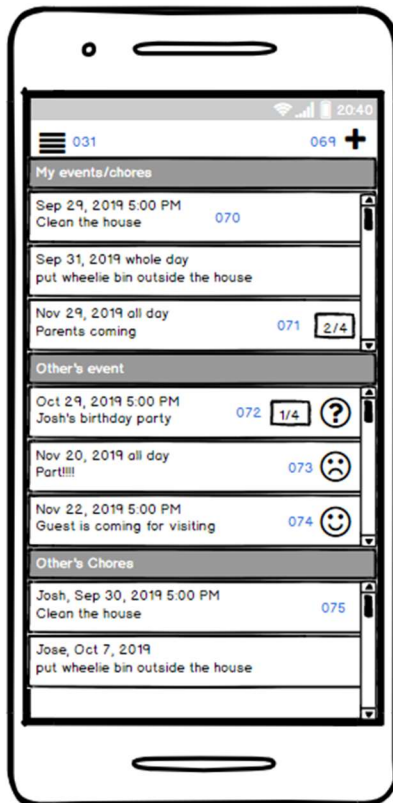 20:40
031 069 +
My events/chores
Sep 29, 2019 5:00 PM
Clean the house 070
Sep 31, 2019 whole day
put wheelie bin outside the house
Nov 29, 2019 all day
Parents coming 071 2/4
Other's event
Oct 29, 2019 5:00 PM
Josh's birthday party 072 1/4 ?
Nov 20, 2019 all day
Part!!!! 073
Nov 22, 2019 5:00 PM
Guest is coming for visiting 074
Other's Chores
Josh, Sep 30, 2019 5:00 PM
Clean the house 075
Jose, Oct 7, 2019
put wheelie bin outside the house